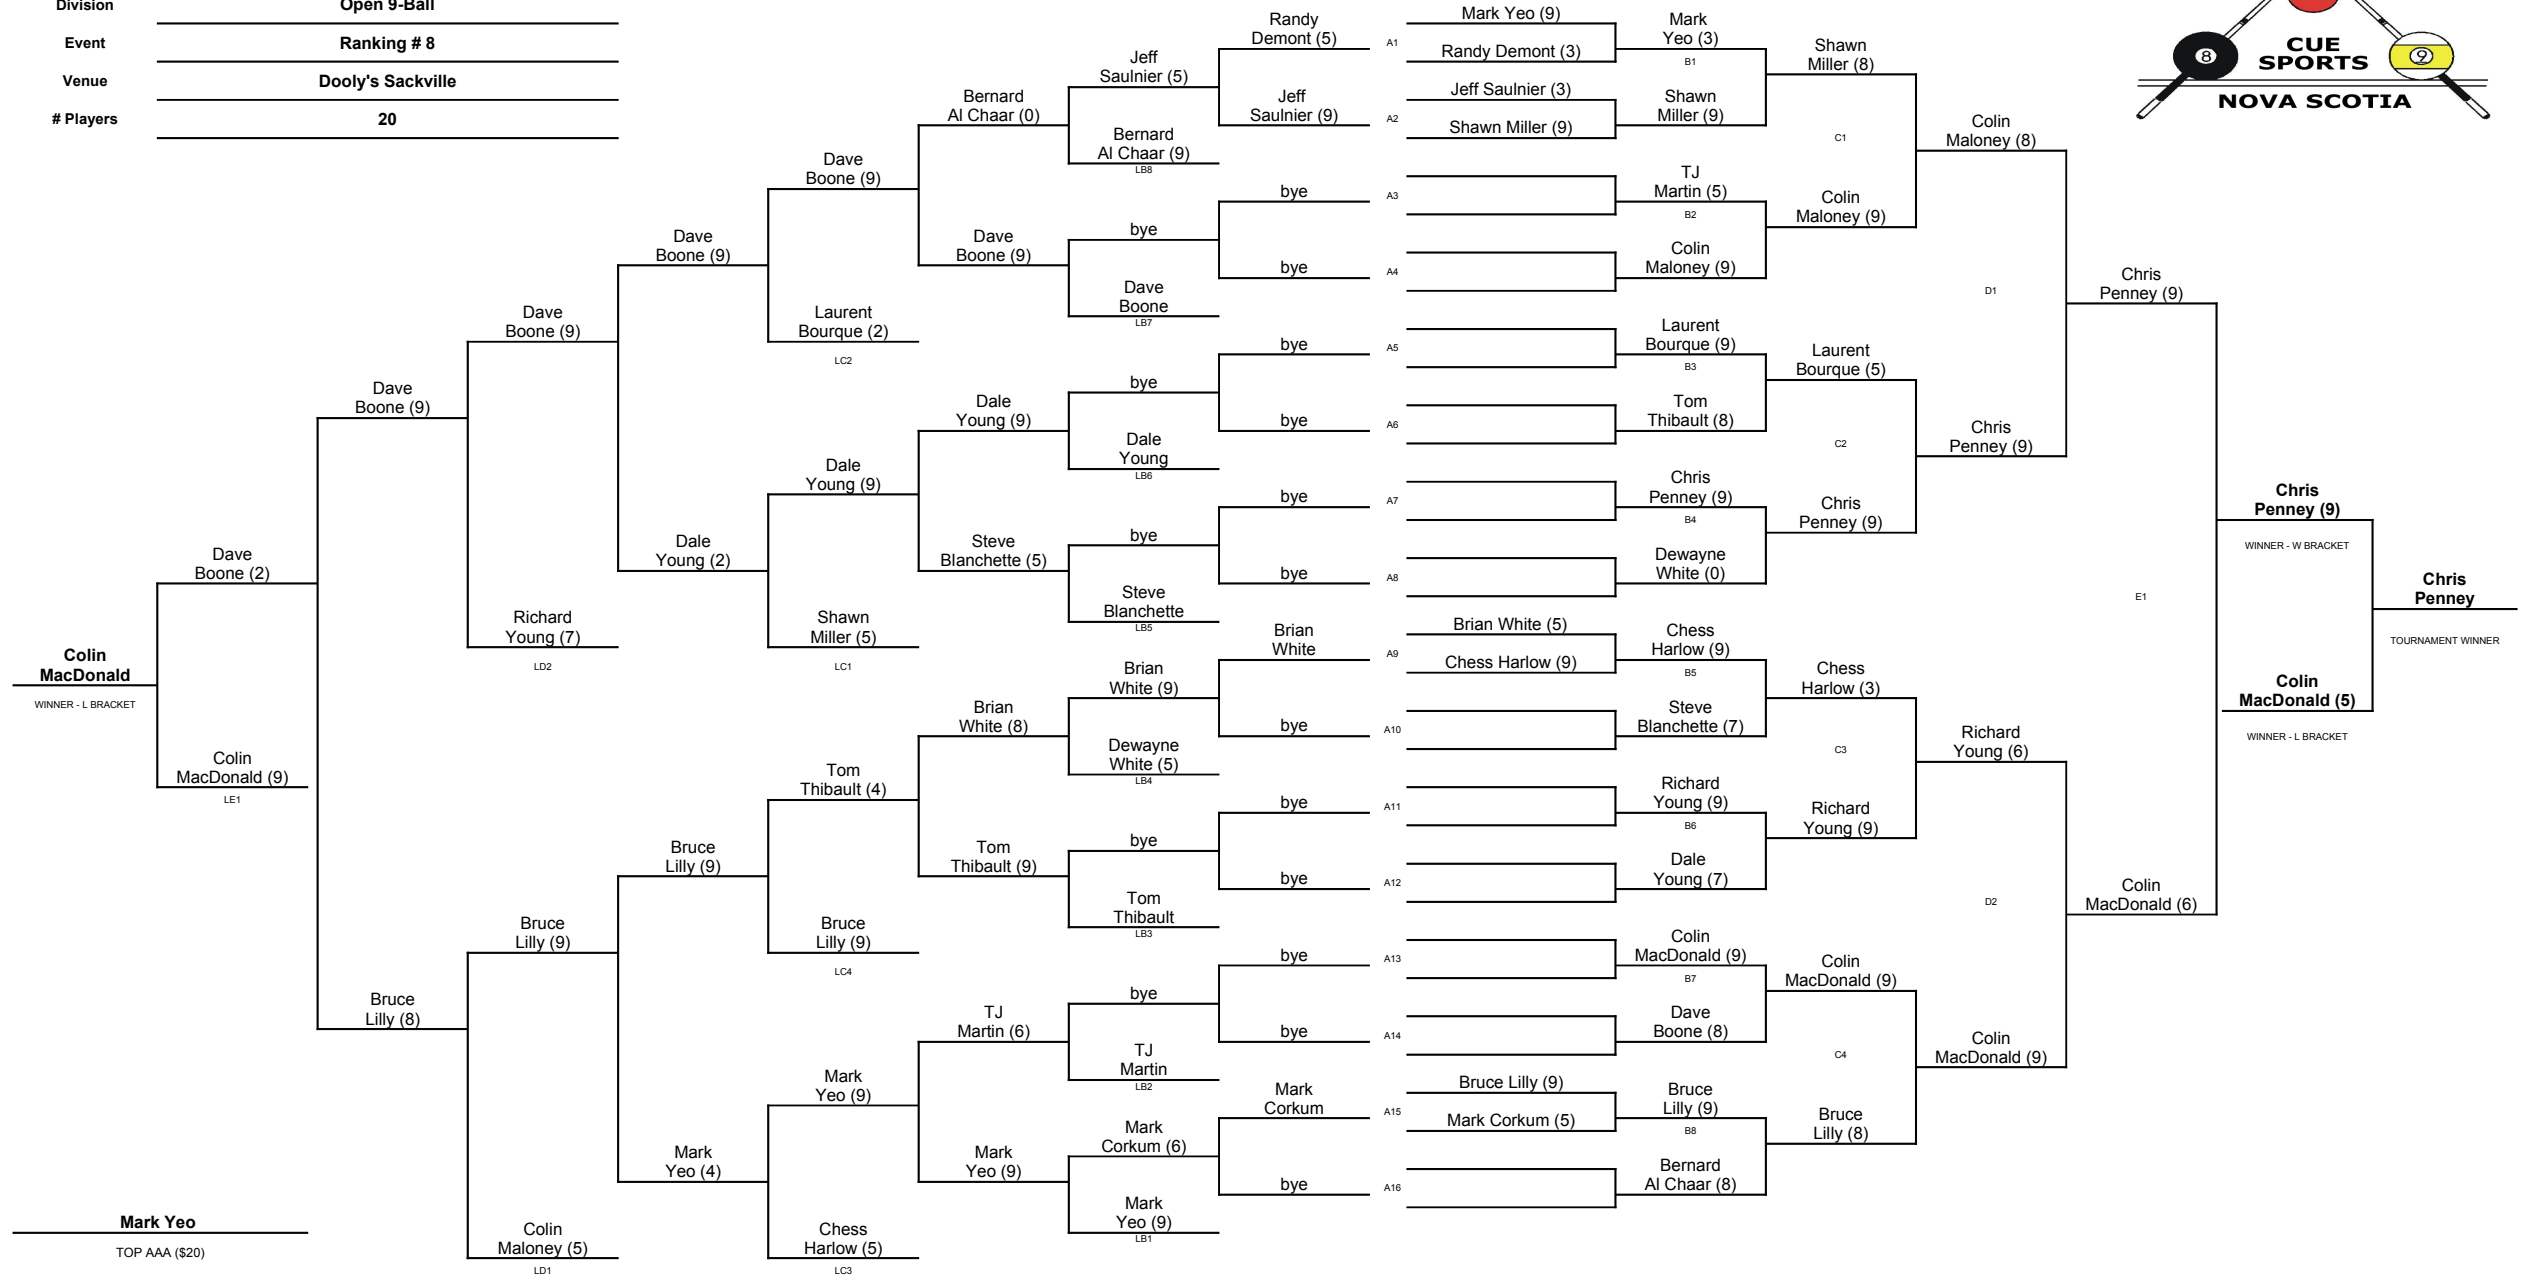 Division
Open 9-Ball
Event
Ranking # 8
Venue
Dooly's Sackville
# Players
20
8
CUE
SPORTS
9
NOVA SCOTIA
Colin
MacDonald
WINNER - L BRACKET
Mark Yeo
TOP AAA ($20)
Dave
Boone (2)
Colin
MacDonald (9)
LE1
Dave
Boone (9)
Bruce
Lilly (8)
Dave
Boone (9)
Richard
Young (7)
LD2
Bruce
Lilly (9)
Colin
Maloney (5)
LD1
Dave
Boone (9)
Dale
Young (2)
Bruce
Lilly (9)
Mark
Yeo (4)
Dave
Boone (9)
Laurent
Bourque (2)
LC2
Dale
Young (9)
Shawn
Miller (5)
LC1
Tom
Thibault (4)
Bruce
Lilly (9)
LC4
Mark
Yeo (9)
Chess
Harlow (5)
LC3
Bernard
Al Chaar (0)
Dave
Boone (9)
Dale
Young (9)
Steve
Blanchette (5)
Brian
White (8)
Tom
Thibault (9)
TJ
Martin (6)
Mark
Yeo (9)
Jeff
Saulnier (5)
Bernard
Al Chaar (9)
LB8
bye
Dave
Boone
LB7
bye
Dale
Young
LB6
bye
Steve
Blanchette
LB5
Brian
White (9)
Dewayne
White (5)
LB4
bye
Tom
Thibault
LB3
bye
TJ
Martin
LB2
Mark
Corkum (6)
Mark
Yeo (9)
LB1
Randy
Demont (5)
Jeff
Saulnier (9)
bye
bye
bye
bye
bye
bye
Brian
White
bye
bye
bye
bye
bye
Mark
Corkum
bye
A1
A2
A3
A4
A5
A6
A7
A8
A9
A10
A11
A12
A13
A14
A15
A16
Mark Yeo (9)
Randy Demont (3)
Jeff Saulnier (3)
Shawn Miller (9)
Brian White (5)
Chess Harlow (9)
Bruce Lilly (9)
Mark Corkum (5)
Mark
Yeo (3)
B1
Shawn
Miller (9)
TJ
Martin (5)
B2
Colin
Maloney (9)
Laurent
Bourque (9)
B3
Tom
Thibault (8)
Chris
Penney (9)
B4
Dewayne
White (0)
Chess
Harlow (9)
B5
Steve
Blanchette (7)
Richard
Young (9)
B6
Dale
Young (7)
Colin
MacDonald (9)
B7
Dave
Boone (8)
Bruce
Lilly (9)
B8
Bernard
Al Chaar (8)
Shawn
Miller (8)
C1
Colin
Maloney (9)
Laurent
Bourque (5)
C2
Chris
Penney (9)
Chess
Harlow (3)
C3
Richard
Young (9)
Colin
MacDonald (9)
C4
Bruce
Lilly (8)
Colin
Maloney (8)
D1
Chris
Penney (9)
Richard
Young (6)
D2
Colin
MacDonald (9)
Chris
Penney (9)
E1
Colin
MacDonald (6)
Chris
Penney (9)
WINNER - W BRACKET
Colin
MacDonald (5)
WINNER - L BRACKET
Chris
Penney
TOURNAMENT WINNER